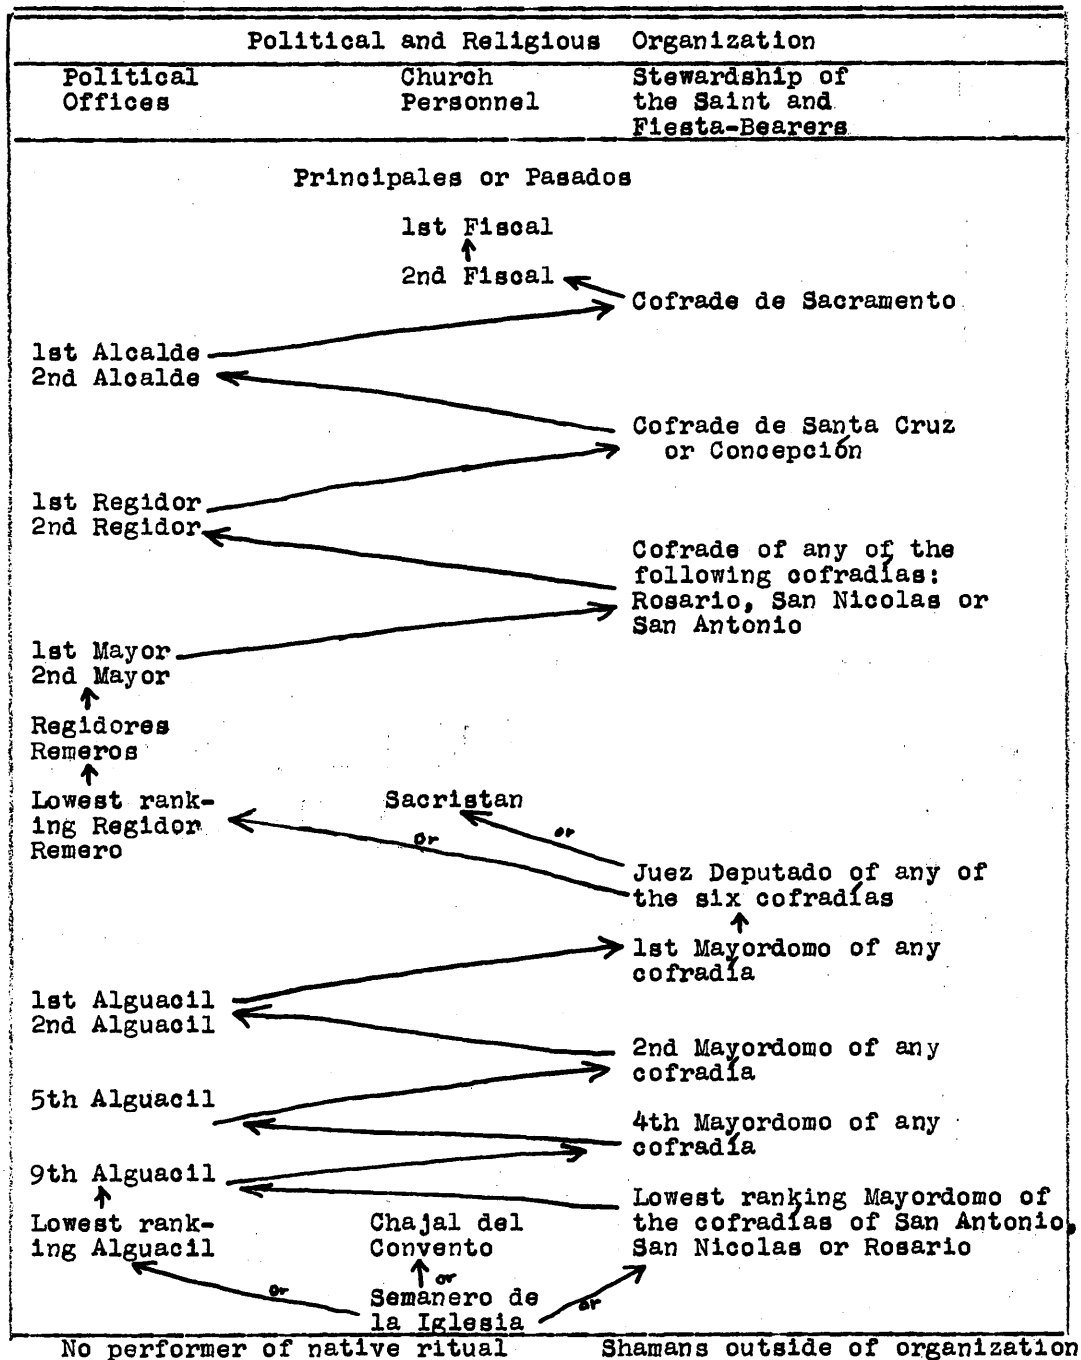 Political and Religious Organization
Political Church Stewardship of
Offices Personnel the Saint and
Fiesta-Bearers
Principales or Pasados
1st Fiscal
2nd Fiscal
Cofrade de Sacramento
1st Alcalde
2nd Alcalde
Cofrade de Santa Cruz
or Concepción
1st Regidor
2nd Regidor
Cofrade of any of the
following cofradías:
Rosario, San Nicolas or
San Antonio
1st Mayor
2nd Mayor
Regidores
Remeros
Lowest rank-
ing Regidor
Remero
Sacristan
or
or
Juez Deputado of any of
the six cofradías
1st Mayordomo of any
cofradía
1st Alguacil
2nd Alguacil
2nd Mayordomo of any
cofradía
5th Alguacil
4th Mayordomo of any
cofradía
9th Alguacil
Lowest ranking Mayordomo of
the cofradías of San Antonio,
San Nicolas or Rosario
Lowest rank-
ing Alguacil
Chajal del
Convento
or
or
or
Semanero de
la Iglesia
No performer of native ritual Shamans outside of organization